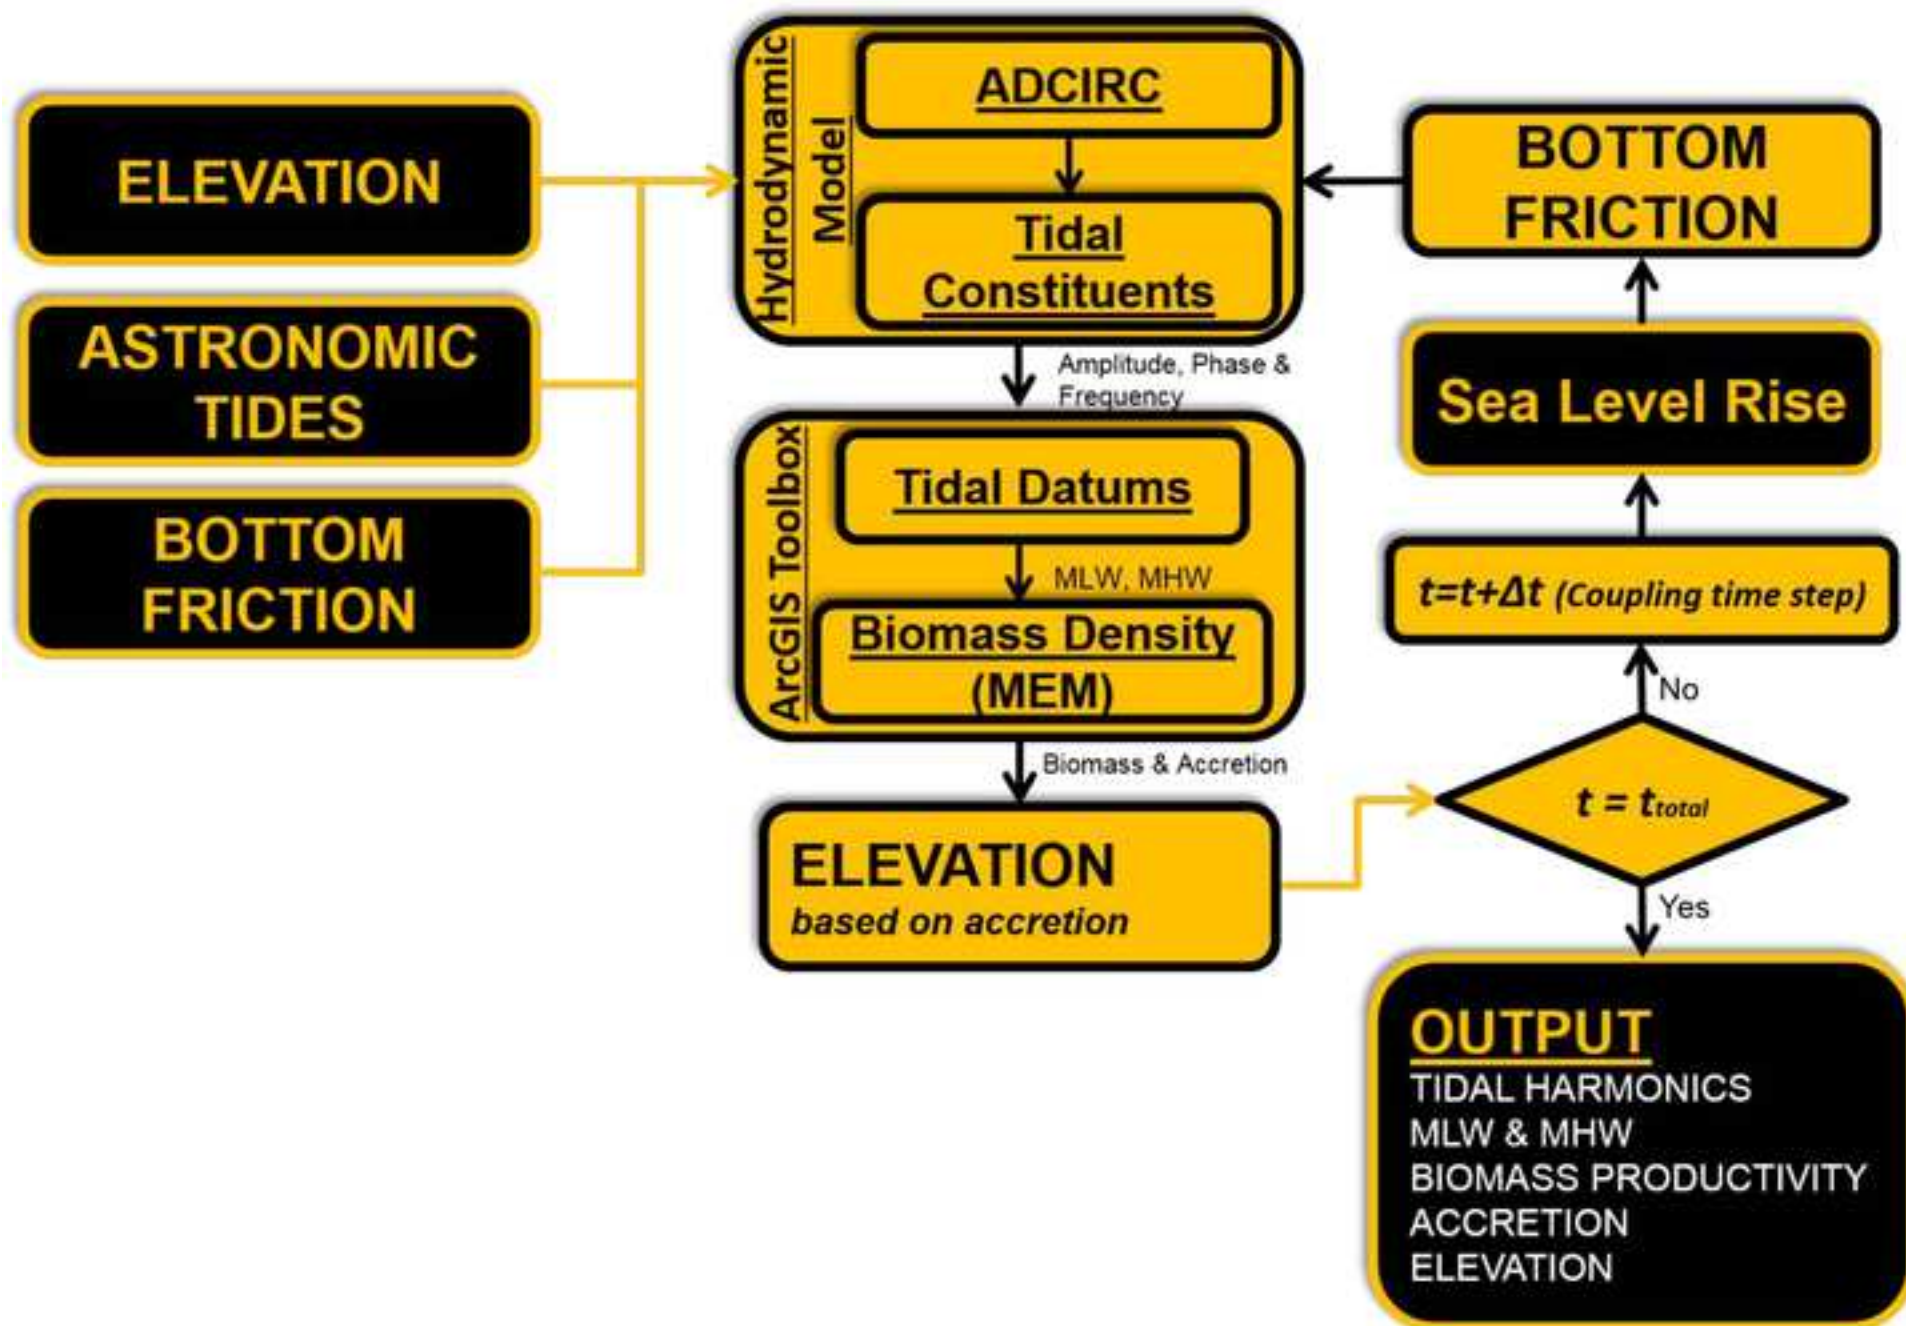 ELEVATION
ASTRONOMIC
TIDES
BOTTOM
FRICTION
Hydrodynamic
Model
ADCIRC
Tidal
Constituents
Amplitude, Phase &
Frequency
ArcGIS Toolbox
Tidal Datums
MLW, MHW
Biomass Density
(MEM)
Biomass & Accretion
ELEVATION
based on accretion
BOTTOM
FRICTION
Sea Level Rise
t=t+Δt (Coupling time step)
No
t = ttotal
Yes
OUTPUT
TIDAL HARMONICS
MLW & MHW
BIOMASS PRODUCTIVITY
ACCRETION
ELEVATION